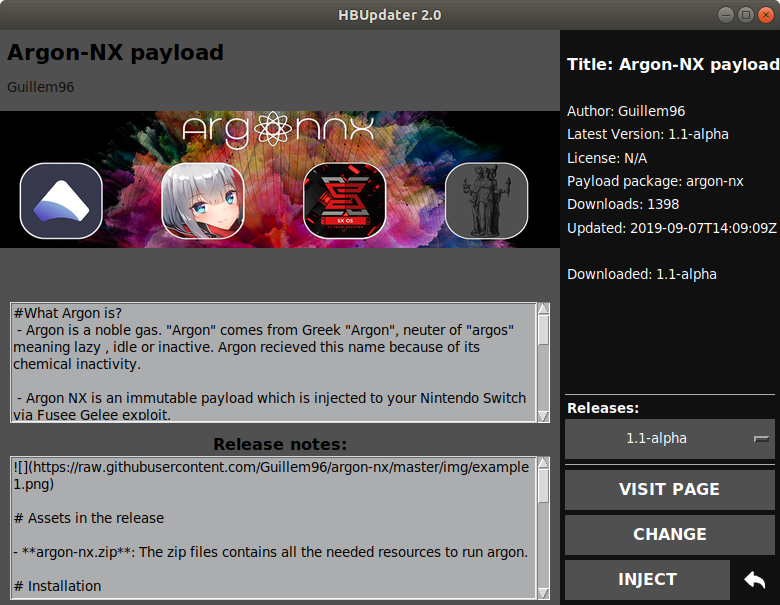 HBUpdater 2.0
Argon-NX payload
Guillem96
Argonnx
SX OS
#What Argon is?
- Argon is a noble gas. "Argon" comes from Greek "Argon", neuter of "argos"
meaning lazy , idle or inactive. Argon recieved this name because of its
chemical inactivity.
- Argon NX is an immutable payload which is injected to your Nintendo Switch
via Fusee Gelee exploit.
Release notes:
![](https://raw.githubusercontent.com/Guillem96/argon-nx/master/img/example
1.png)
# Assets in the release
- **argon-nx.zip**: The zip files contains all the needed resources to run argon.
# Installation
Title: Argon-NX payload
Author: Guillem96
Latest Version: 1.1-alpha
License: N/A
Payload package: argon-nx
Downloads: 1398
Updated: 2019-09-07T14:09:09Z
Downloaded: 1.1-alpha
Releases:
1.1-alpha
VISIT PAGE
CHANGE
INJECT